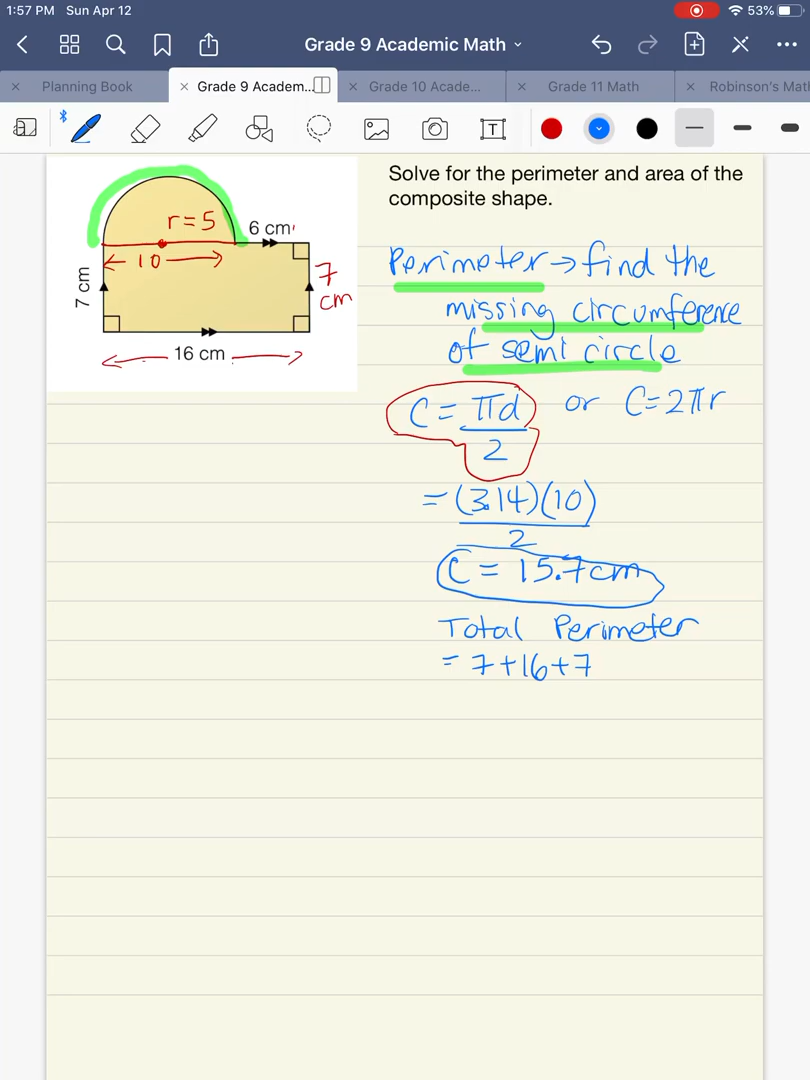 1:57 PM Sun Apr 12
53%
Grade 9 Academic Math
Planning Book
Grade 9 Academ...
Grade 10 Acade...
Grade 11 Math
Robinson's Math
T
Solve for the perimeter and area of the
composite shape.
r = 5
6 cm
10
7 cm
7
cm
16 cm
Perimeter → find the
missing circumference
of semi circle
C = πd / 2 or C = 2πr
= (3.14)(10) / 2
C = 15.7cm
Total Perimeter
= 7+16+7